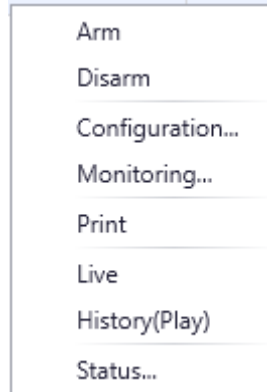 Arm
Disarm
Configuration...
Monitoring...
Print
Live
History(Play)
Status...